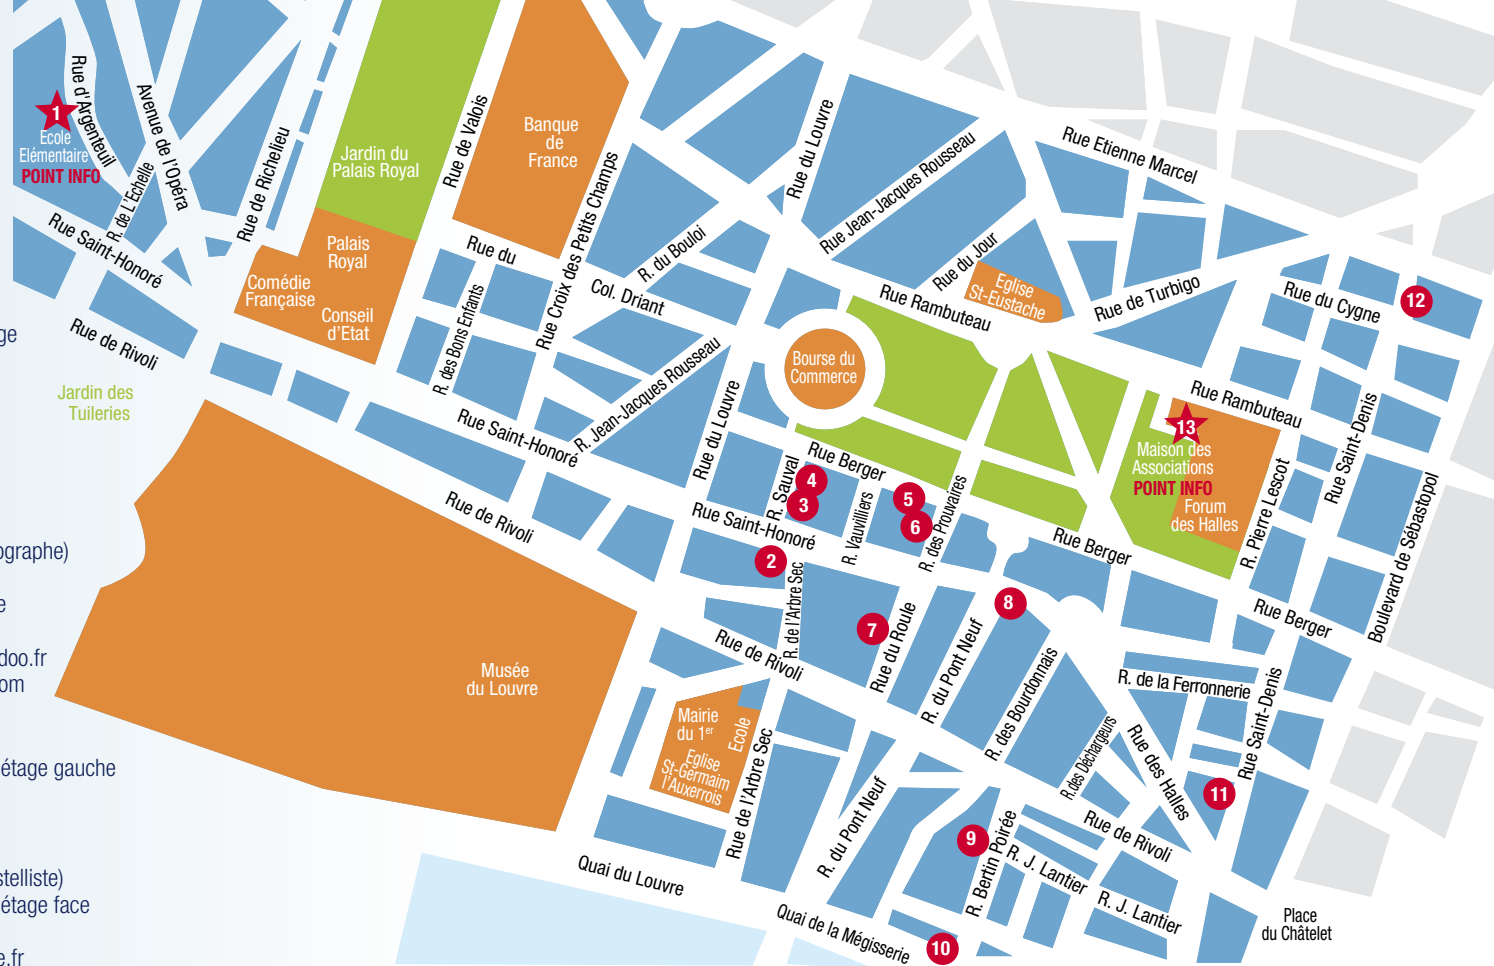 Rue d'Argenteuil
Avenue de l'Opéra
1
Ecole
Elémentaire
POINT INFO
R. de L'Echelle
Rue de Richelieu
Rue Saint-Honoré
Rue de Rivoli
Jardin des
Tuileries
Jardin du
Palais Royal
Rue de Valois
Banque
de
France
Palais
Royal
Comédie
Française
Conseil
d'Etat
Rue du
Col. Driant
R. des Bons Enfants
Rue Croix des Petits Champs
R. du Bouloi
Rue du Louvre
Rue Jean-Jacques Rousseau
Rue Etienne Marcel
Rue du Jour
Eglise
St-Eustache
Rue Rambuteau
Rue de Turbigo
Rue du Cygne
12
Bourse du
Commerce
R. Jean-Jacques Rousseau
Rue Saint-Honoré
Rue du Louvre
Rue Berger
R. Sauval
4
3
R. Vauvilliers
5
6
R. des Prouvaires
Rue Rambuteau
13
Maison des
Associations
POINT INFO
Forum
des Halles
R. Pierre Lescot
Rue Saint-Denis
Boulevard de Sébastopol
Rue Berger
Rue Berger
Rue de Rivoli
Rue Saint-Honoré
2
R. de l'Arbre Sec
7
Rue du Roule
8
R. du Pont Neuf
R. des Bourdonnais
R. de la Ferronnerie
Rue Saint-Denis
R.des Déchargeurs
Rue des Halles
11
Musée
du Louvre
Rue de Rivoli
Mairie
du 1er
Ecole
Eglise
St-Germain
l'Auxerrois
Rue de l'Arbre Sec
R. du Pont Neuf
9
R. Bertin Poirée
R. J. Lantier
R. J. Lantier
Rue de Rivoli
Quai du Louvre
Quai de la Mégisserie
10
Place
du Châtelet
ge
ographe)
e
doo.fr
om
étage gauche
stelliste)
étage face
e.fr